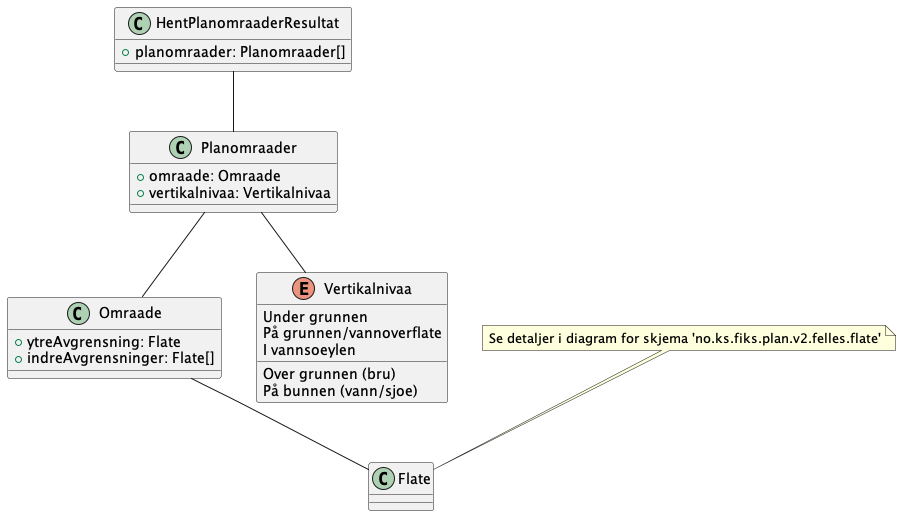 C HentPlanomraaderResultat
planomraader: Planomraader[]
C Planomraader
omraade: Omraade
vertikalnivaa: Vertikalnivaa
C Omraade
ytreAvgrensning: Flate
indreAvgrensninger: Flate[]
E Vertikalnivaa
Under grunnen
På grunnen/vannoverflate
I vannsoeylen
Over grunnen (bru)
På bunnen (vann/sjoe)
Se detaljer i diagram for skjema 'no.ks.fiks.plan.v2.felles.flate'
C Flate